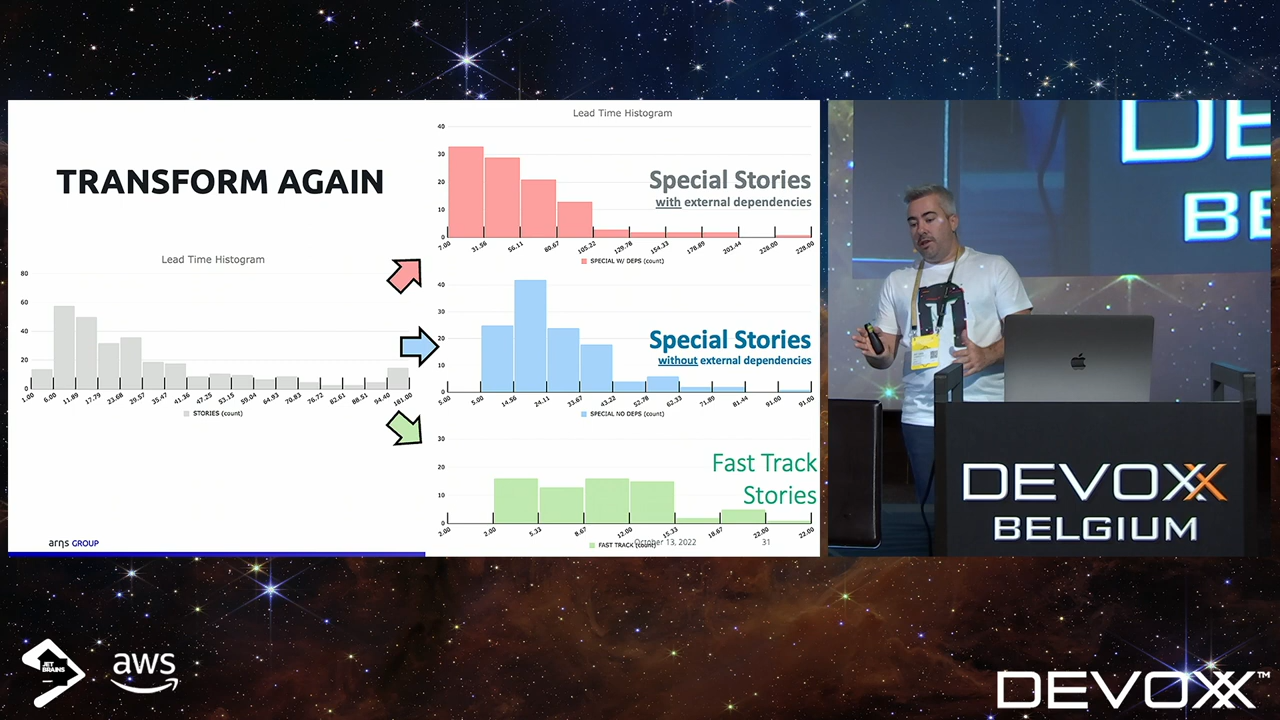 TRANSFORM AGAIN
Lead Time Histogram
80
60
40
20
0
1.00 6.00 11.89 17.79 23.68 29.57 35.47 41.36 47.25 53.15 59.04 64.93 70.83 76.72 82.61 88.51 94.40 181.00
STORIES (count)
Lead Time Histogram
40
30
20
10
0
7.00 31.56 56.11 80.67 105.22 129.78 154.33 178.89 203.44 228.00 228.00
SPECIAL W/ DEPS (count)
Special Stories
with external dependencies
40
30
20
10
0
5.00 5.00 14.56 24.11 33.67 43.22 52.78 62.33 71.89 81.44 91.00 91.00
SPECIAL NO DEPS (count)
Special Stories
without external dependencies
30
20
10
0
2.00 2.00 5.33 8.67 12.00 15.33 18.67 22.00 22.00
FAST TRACK (count)
Fast Track
Stories
arηs GROUP
October 13, 2022
31
DE
BE
DEVOXX
BELGIUM
JET
BRAINS
aws
DEVOXX™